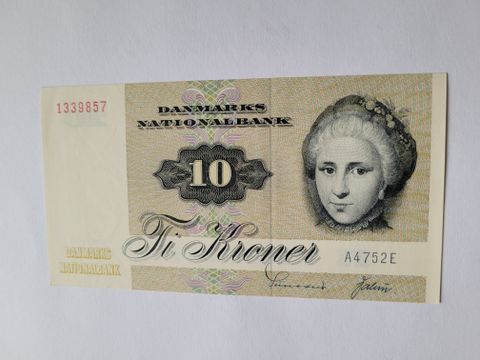 1339857
DANMARKS
NATIONALBANK
10
Ti Kroner
DANMARKS
NATIONALBANK
A4752E